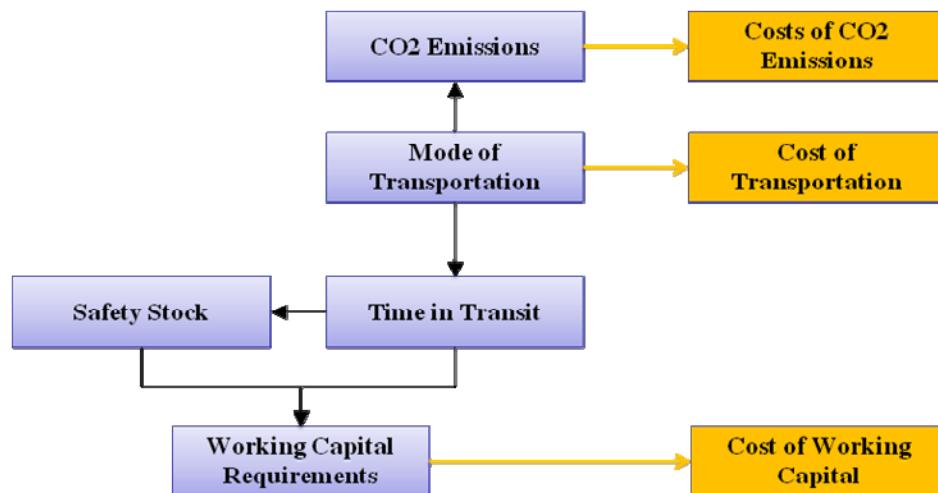 CO2 Emissions
Costs of CO2
Emissions
Mode of
Transportation
Cost of
Transportation
Safety Stock
Time in Transit
Working Capital
Requirements
Cost of Working
Capital